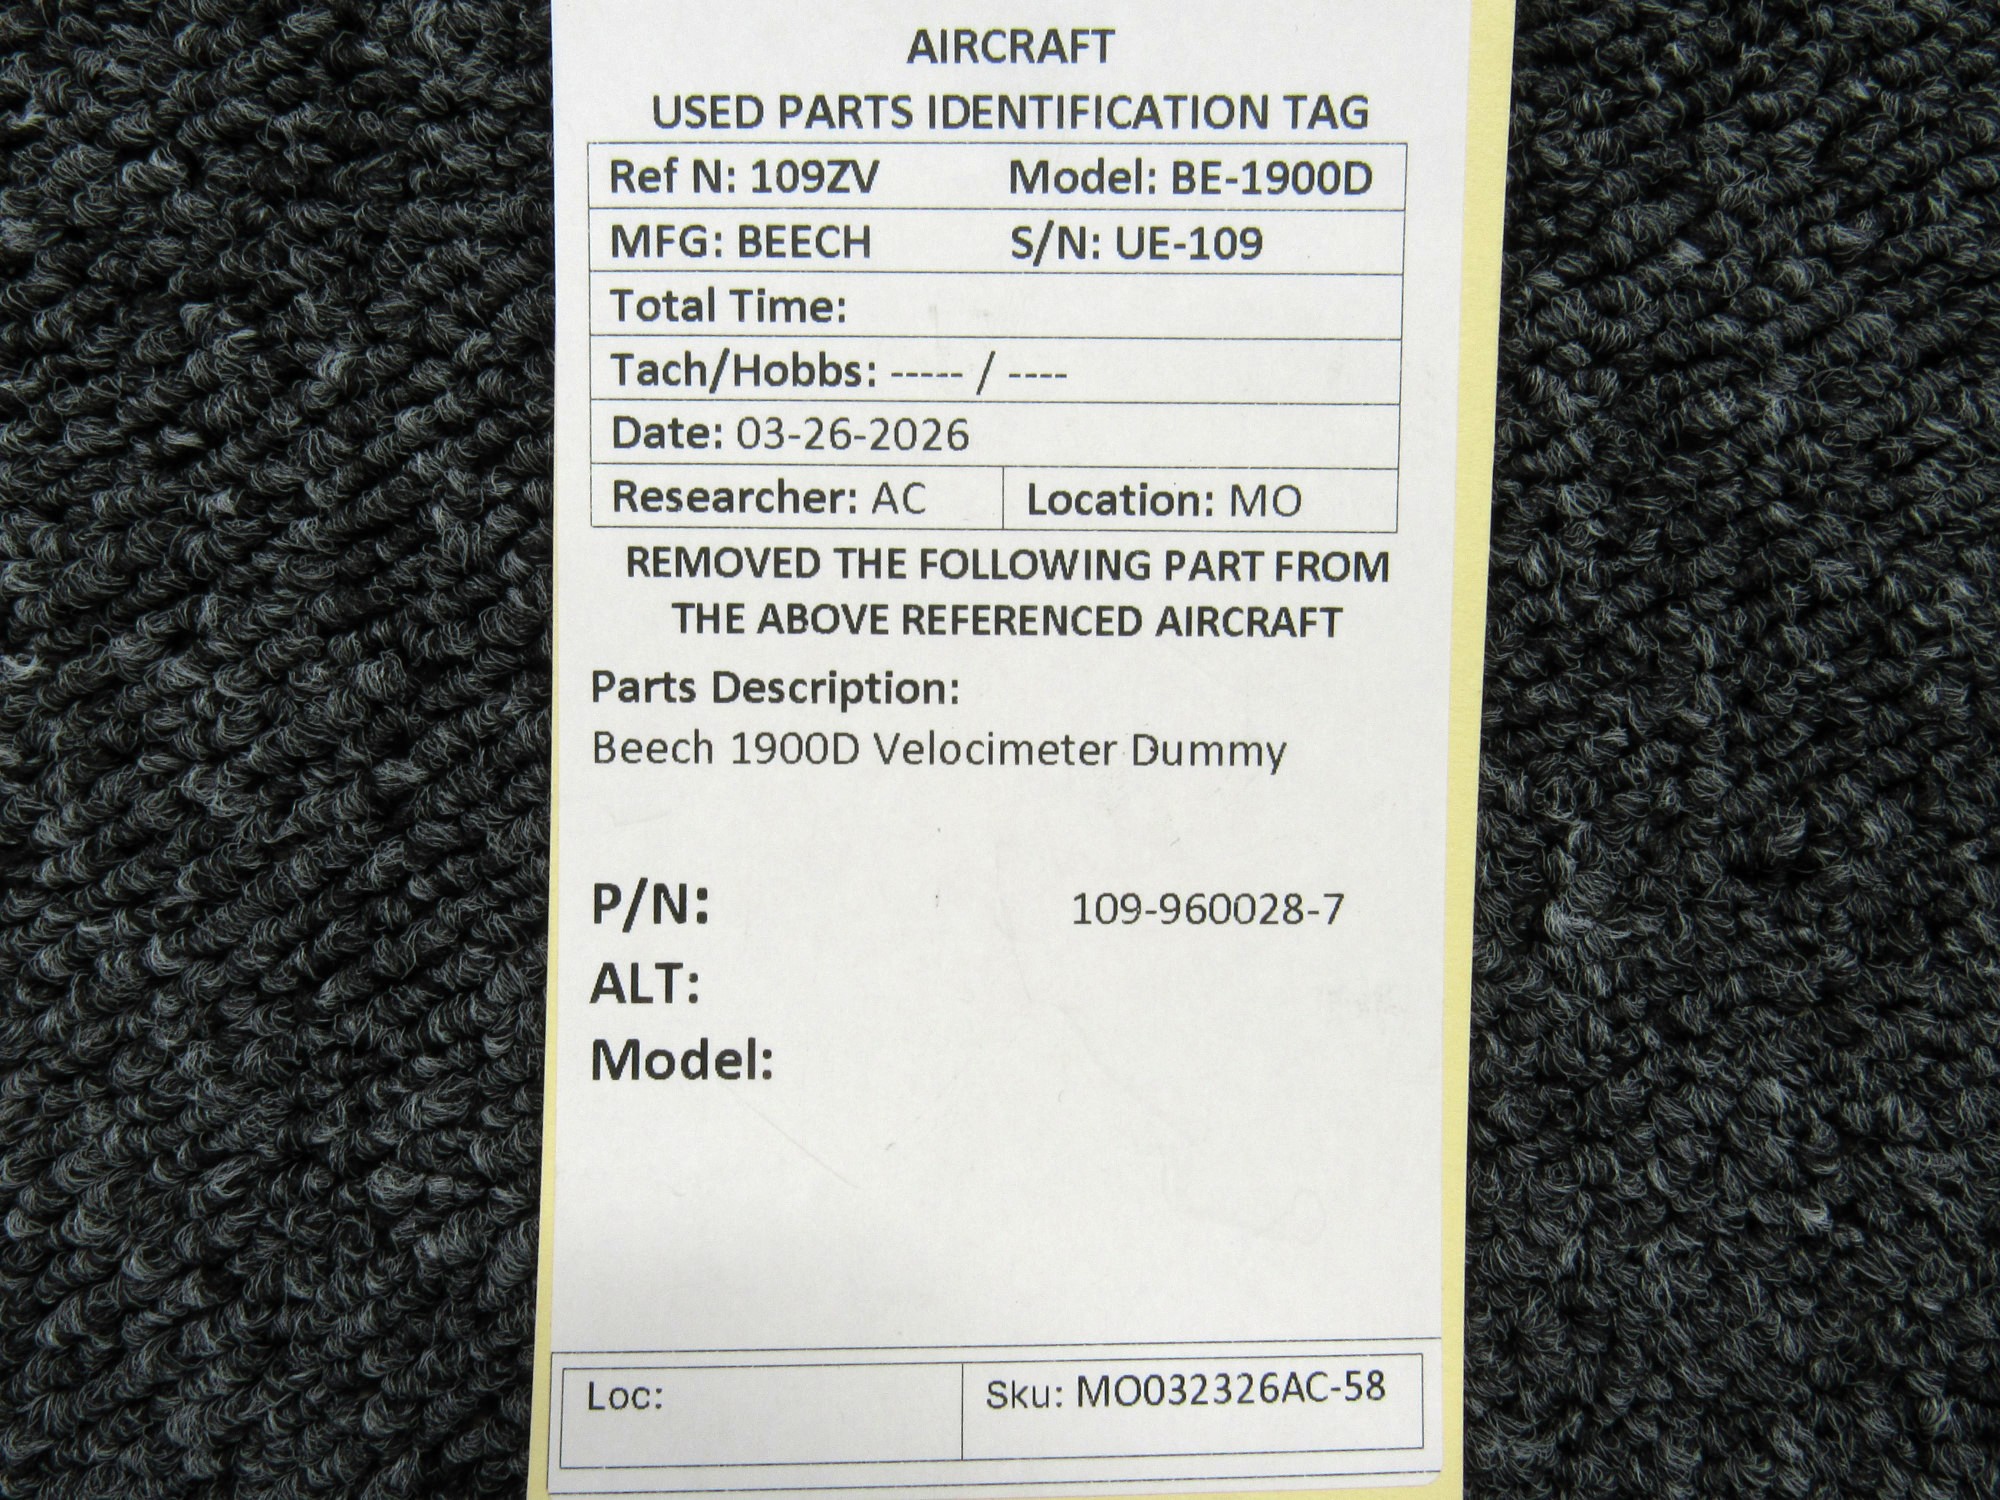 AIRCRAFT
USED PARTS IDENTIFICATION TAG
Ref N: 109ZV Model: BE-1900D
MFG: BEECH S/N: UE-109
Total Time:
Tach/Hobbs: ----- / ----
Date: 03-26-2026
Researcher: AC Location: MO
REMOVED THE FOLLOWING PART FROM
THE ABOVE REFERENCED AIRCRAFT
Parts Description:
Beech 1900D Velocimeter Dummy
P/N: 109-960028-7
ALT:
Model:
Loc: Sku: MO032326AC-58